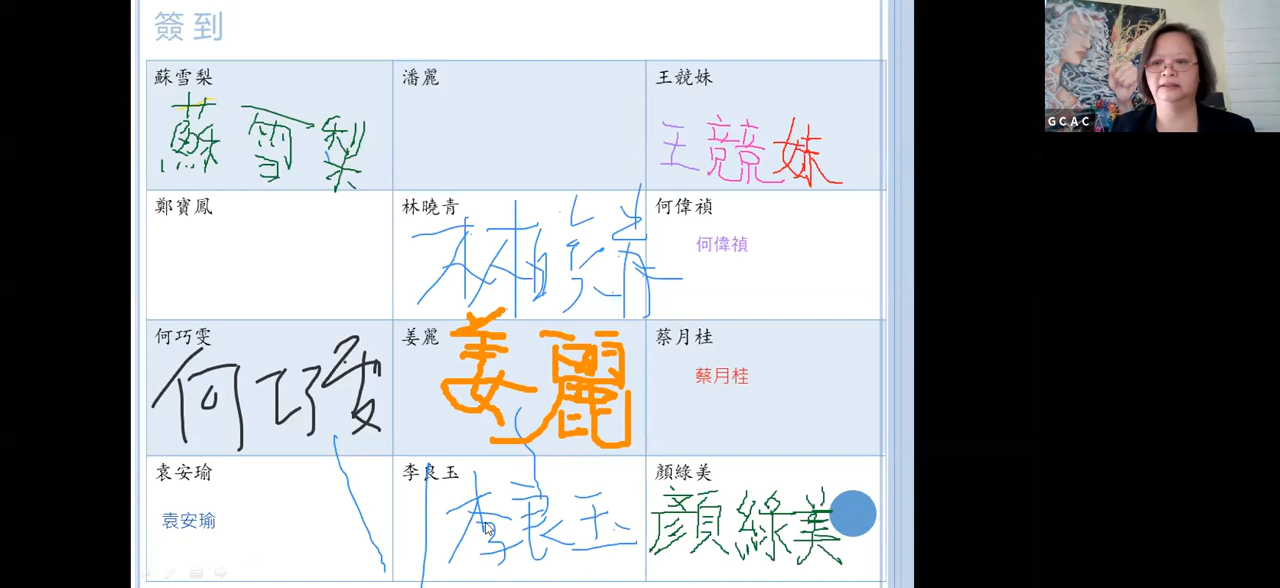 簽到
蘇雪梨
蘇雪梨
潘麗
王競妹
王競妹
鄭寶鳳
林曉青
林曉青
何偉禎
何偉禎
何巧雯
何巧雯
姜麗
姜麗
蔡月桂
蔡月桂
袁安瑜
袁安瑜
李良玉
李良玉
顏綠美
顏綠美
GCAC